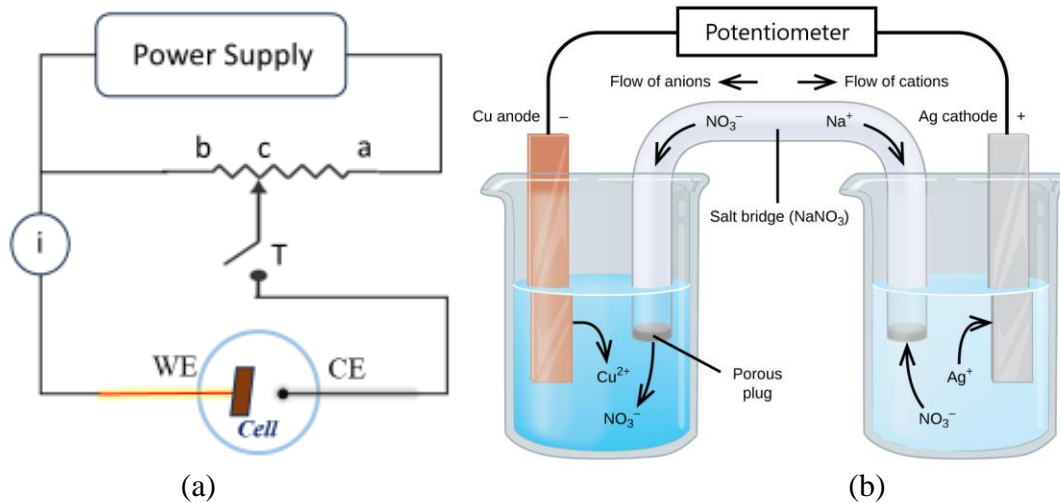 Power Supply
b c a
i
T
WE CE
Cell
(a)
Potentiometer
Flow of anions Flow of cations
Cu anode – NO₃⁻ Na⁺ Ag cathode +
Salt bridge (NaNO₃)
Cu²⁺
NO₃⁻
Porous
plug
Ag⁺
NO₃⁻
(b)